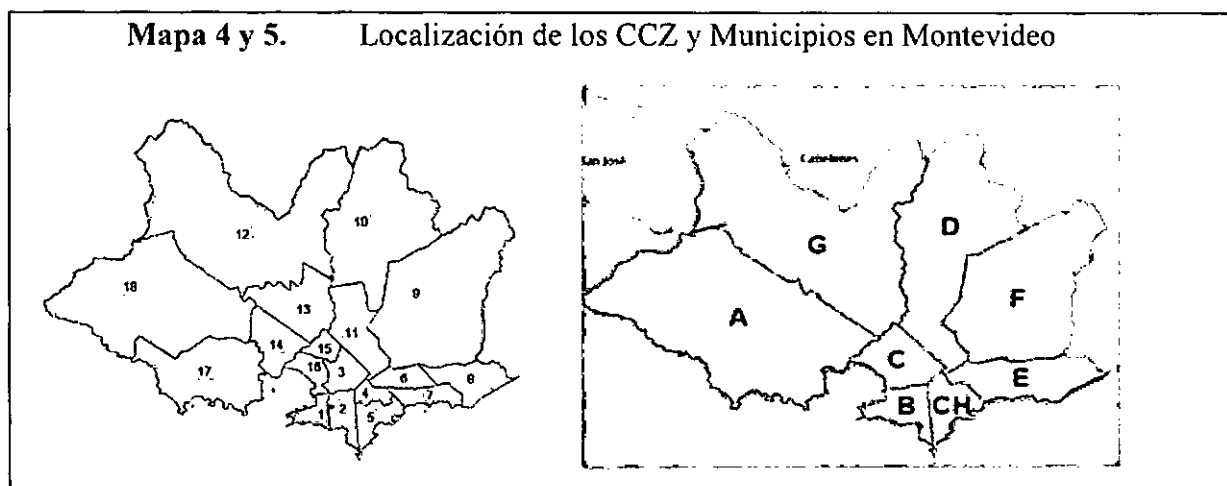 Mapa 4 y 5. Localización de los CCZ y Municipios en Montevideo
12
10
18
9
13
11
14
15
16
3
17
6
8
7
4
1
2
5
San José
Canelones
G
D
F
A
C
E
B
CH